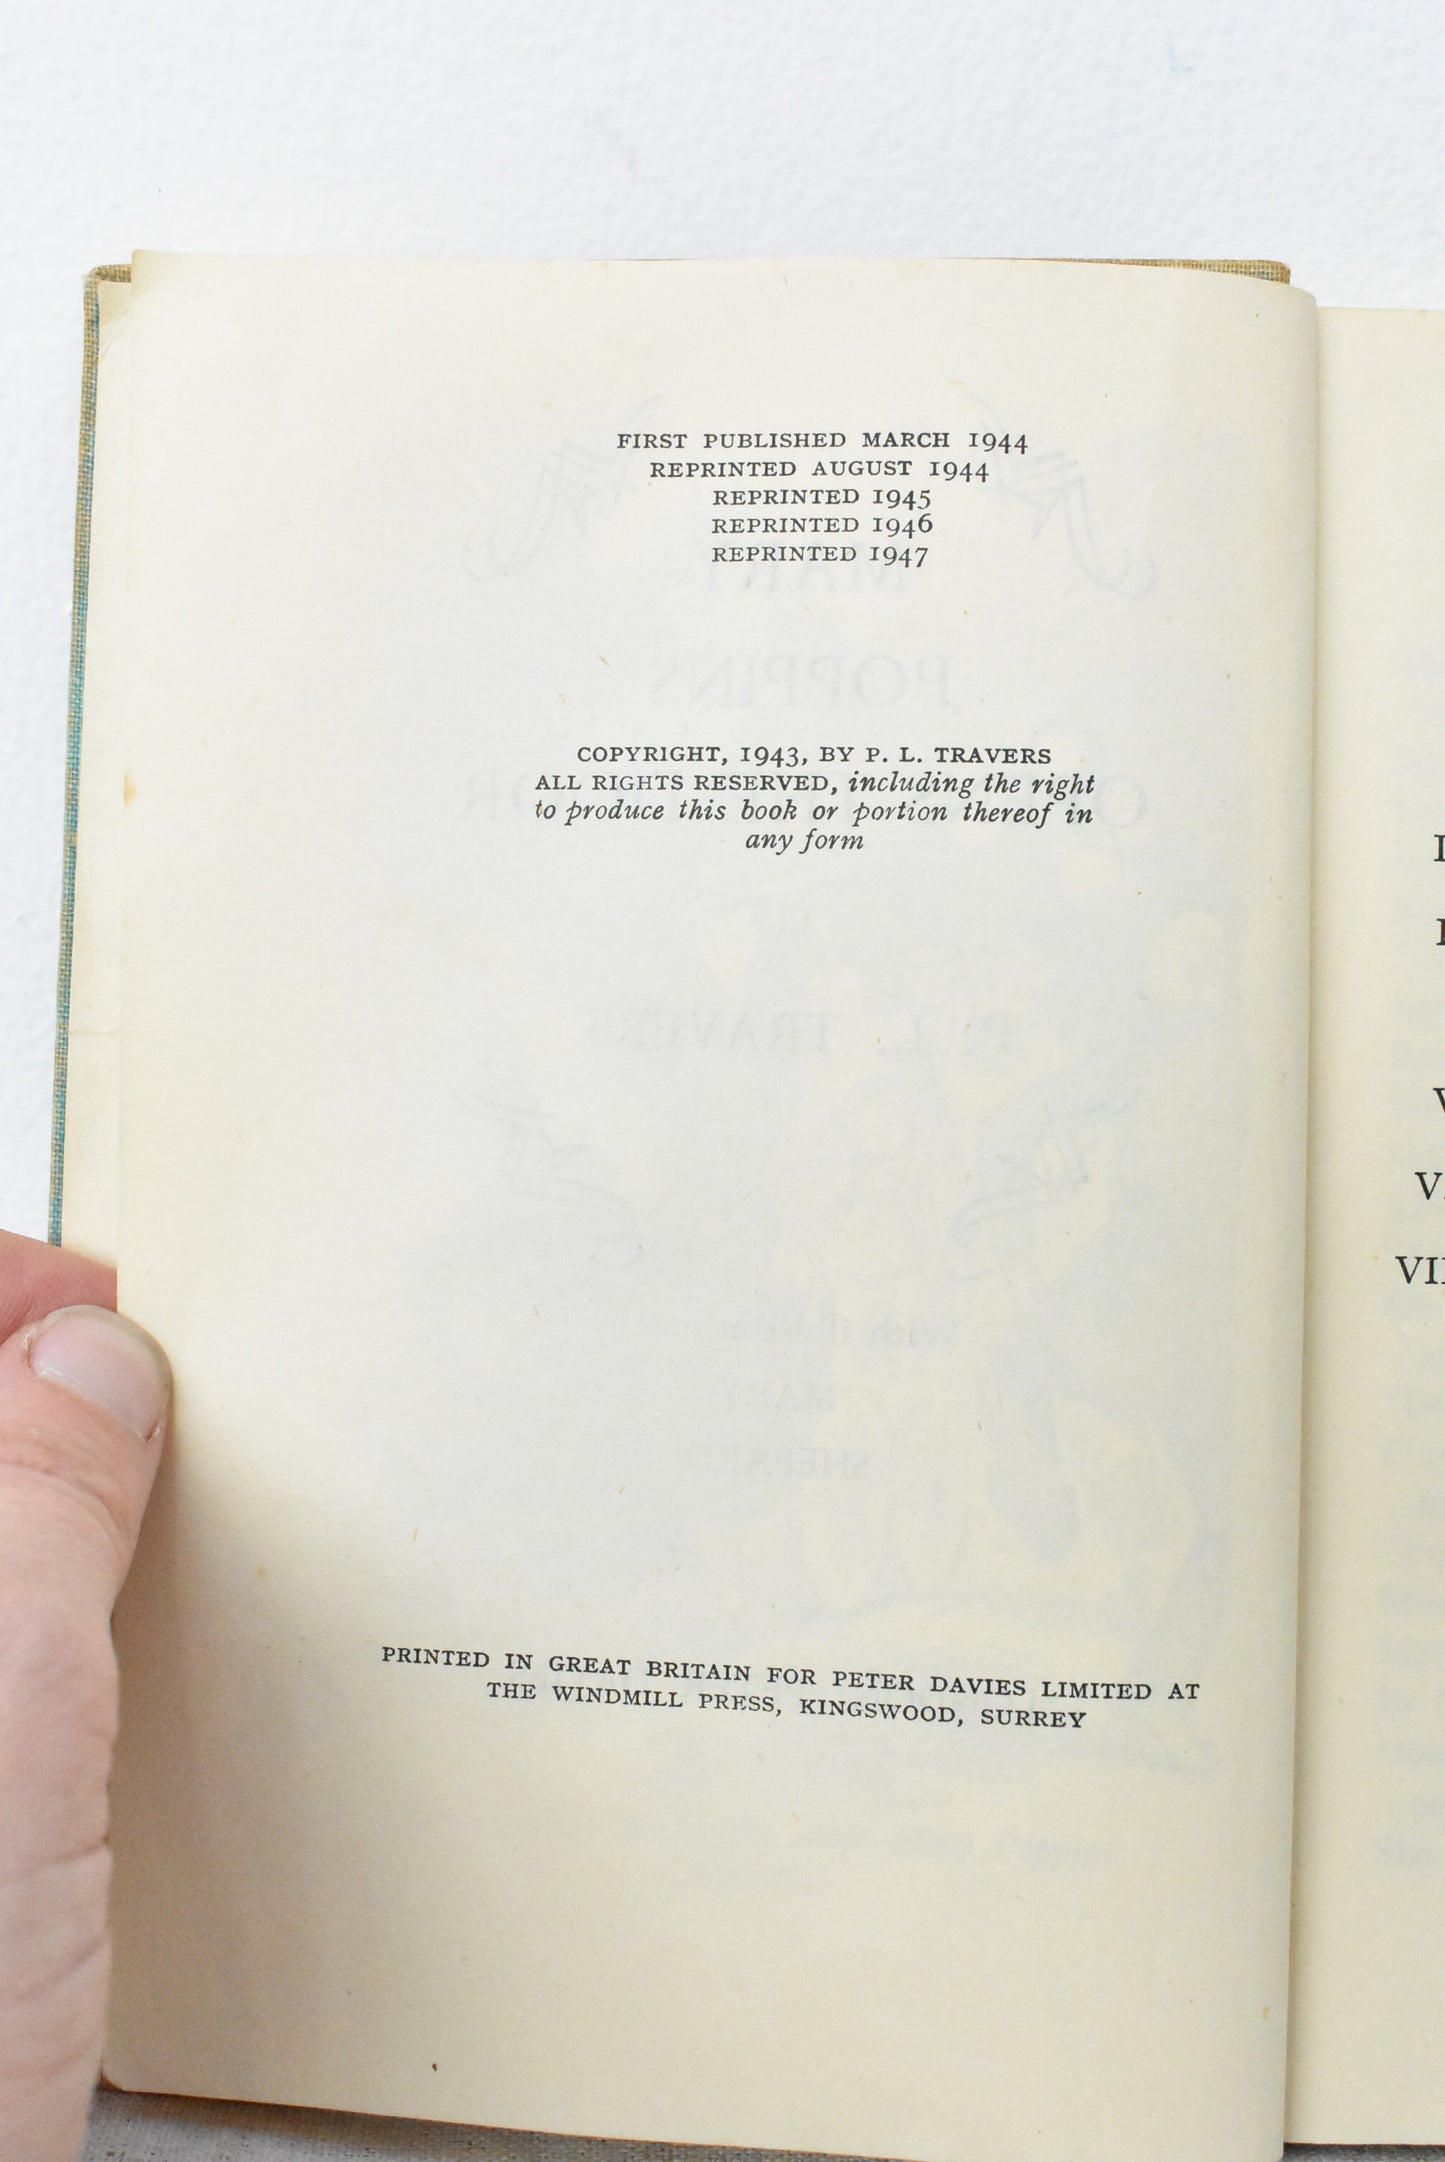 FIRST PUBLISHED MARCH 1944
REPRINTED AUGUST 1944
REPRINTED 1945
REPRINTED 1946
REPRINTED 1947
COPYRIGHT, 1943, BY P. L. TRAVERS
ALL RIGHTS RESERVED, including the right
to produce this book or portion thereof in
any form
PRINTED IN GREAT BRITAIN FOR PETER DAVIES LIMITED AT
THE WINDMILL PRESS, KINGSWOOD, SURREY